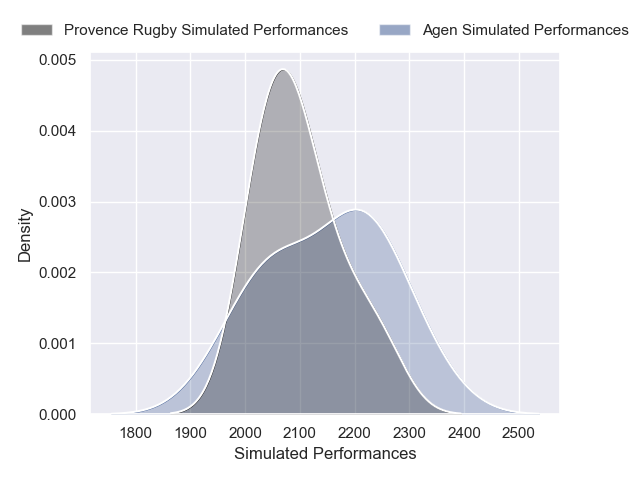 Provence Rugby Simulated Performances
Agen Simulated Performances
0.005
0.004
0.003
0.002
0.001
0.000
Density
1800 1900 2000 2100 2200 2300 2400 2500
Simulated Performances